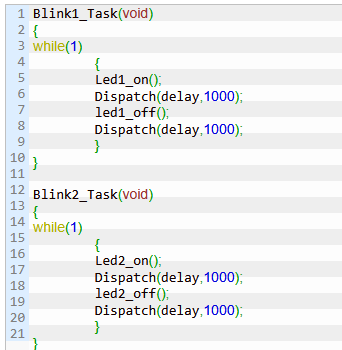 1 Blink1_Task(void)
2 {
3 while(1)
4 {
5 Led1_on();
6 Dispatch(delay,1000);
7 led1_off();
8 Dispatch(delay,1000);
9 }
10 }
11
12 Blink2_Task(void)
13 {
14 while(1)
15 {
16 Led2_on();
17 Dispatch(delay,1000);
18 led2_off();
19 Dispatch(delay,1000);
20 }
21 }